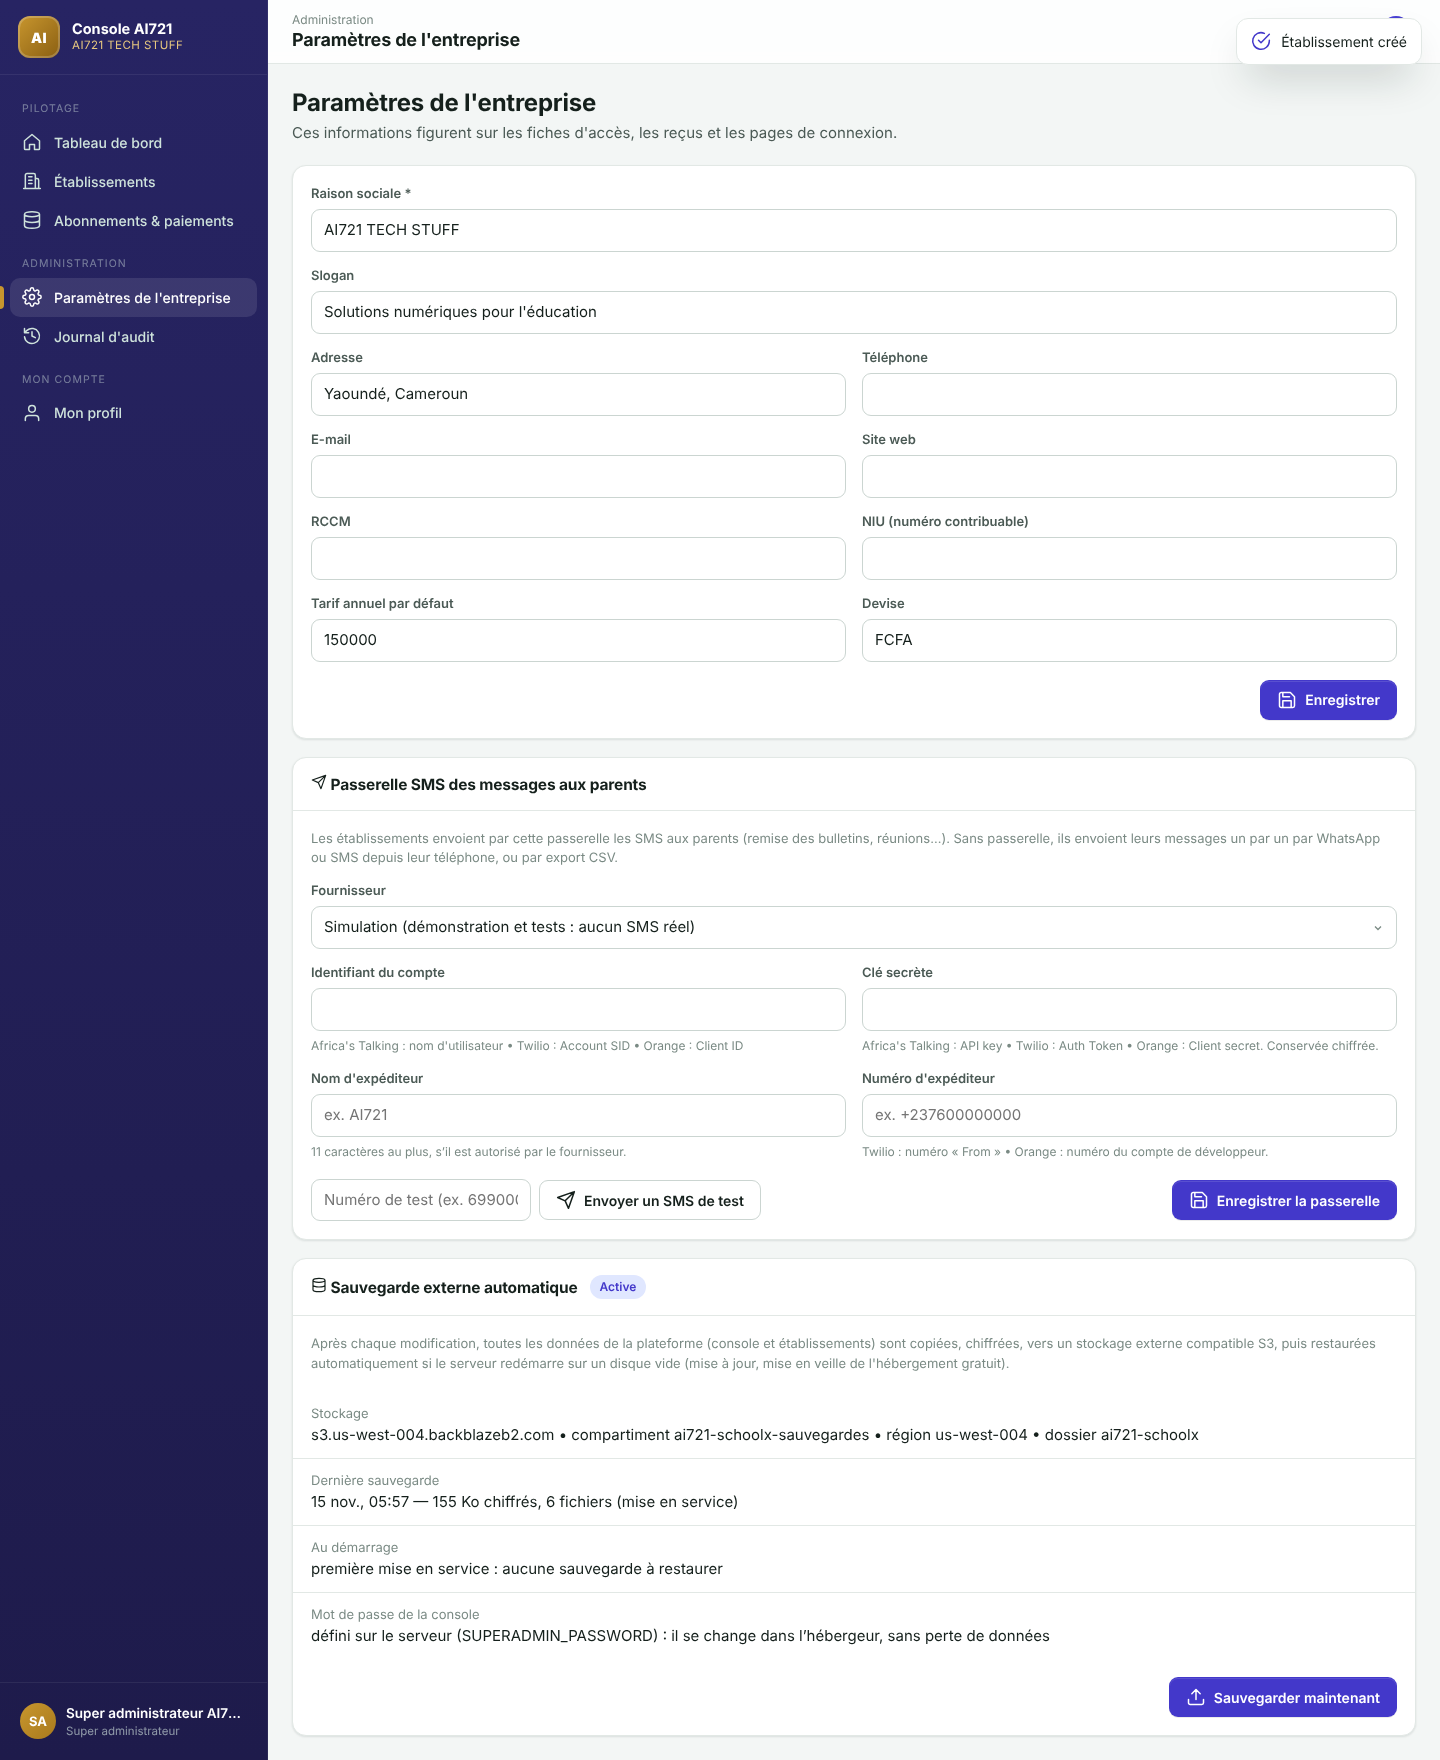 AI
Console AI721
AI721 TECH STUFF
PILOTAGE
Tableau de bord
Établissements
Abonnements & paiements
ADMINISTRATION
Paramètres de l'entreprise
Journal d'audit
MON COMPTE
Mon profil
SA
Super administrateur AI7...
Super administrateur
Administration
Paramètres de l'entreprise
Établissement créé
Paramètres de l'entreprise
Ces informations figurent sur les fiches d'accès, les reçus et les pages de connexion.
Raison sociale *
AI721 TECH STUFF
Slogan
Solutions numériques pour l'éducation
Adresse
Téléphone
Yaoundé, Cameroun
E-mail
Site web
RCCM
NIU (numéro contribuable)
Tarif annuel par défaut
Devise
150000
FCFA
Enregistrer
Passerelle SMS des messages aux parents
Les établissements envoient par cette passerelle les SMS aux parents (remise des bulletins, réunions...). Sans passerelle, ils envoient leurs messages un par un par WhatsApp
ou SMS depuis leur téléphone, ou par export CSV.
Fournisseur
Simulation (démonstration et tests : aucun SMS réel)
Identifiant du compte
Clé secrète
Africa's Talking : nom d'utilisateur • Twilio : Account SID • Orange : Client ID
Africa's Talking : API key • Twilio : Auth Token • Orange : Client secret. Conservée chiffrée.
Nom d'expéditeur
Numéro d'expéditeur
ex. AI721
ex. +237600000000
11 caractères au plus, s’il est autorisé par le fournisseur.
Twilio : numéro « From » • Orange : numéro du compte de développeur.
Numéro de test (ex. 69900
Envoyer un SMS de test
Enregistrer la passerelle
Sauvegarde externe automatique
Active
Après chaque modification, toutes les données de la plateforme (console et établissements) sont copiées, chiffrées, vers un stockage externe compatible S3, puis restaurées
automatiquement si le serveur redémarre sur un disque vide (mise à jour, mise en veille de l'hébergement gratuit).
Stockage
s3.us-west-004.backblazeb2.com • compartiment ai721-schoolx-sauvegardes • région us-west-004 • dossier ai721-schoolx
Dernière sauvegarde
15 nov., 05:57 — 155 Ko chiffrés, 6 fichiers (mise en service)
Au démarrage
première mise en service : aucune sauvegarde à restaurer
Mot de passe de la console
défini sur le serveur (SUPERADMIN_PASSWORD) : il se change dans l’hébergeur, sans perte de données
Sauvegarder maintenant